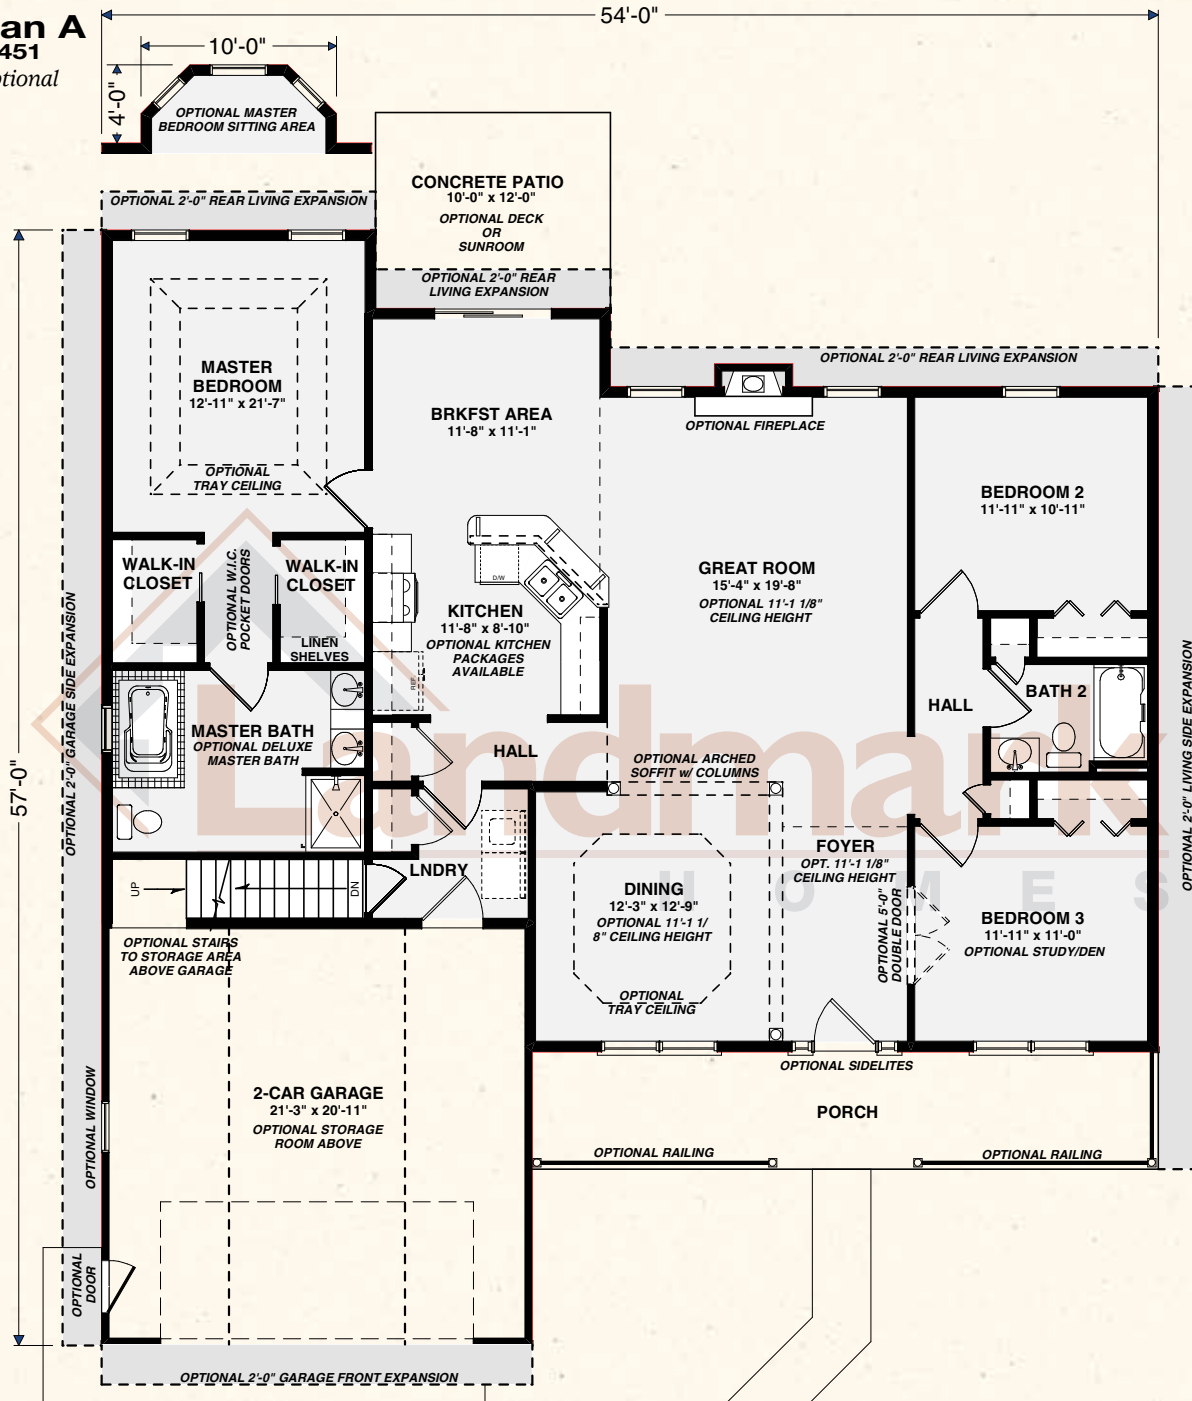 an A
451
otional
54'-0"
10'-0"
4'-0"
OPTIONAL MASTER
BEDROOM SITTING AREA
CONCRETE PATIO
10'-0" x 12'-0"
OPTIONAL DECK
OR
SUNROOM
OPTIONAL 2'-0" REAR LIVING EXPANSION
OPTIONAL 2'-0" REAR
LIVING EXPANSION
OPTIONAL 2'-0" REAR LIVING EXPANSION
MASTER
BEDROOM
12'-11" x 21'-7"
OPTIONAL
TRAY CEILING
BRKFST AREA
11'-8" x 11'-1"
OPTIONAL FIREPLACE
BEDROOM 2
11'-11" x 10'-11"
GREAT ROOM
15'-4" x 19'-8"
OPTIONAL 11'-1 1/8"
CEILING HEIGHT
WALK-IN
CLOSET
OPTIONAL W.I.C.
POCKET DOORS
WALK-IN
CLOSET
LINEN
SHELVES
D/W
KITCHEN
11'-8" x 8'-10"
OPTIONAL KITCHEN
PACKAGES
AVAILABLE
REF.
OPTIONAL 2'-0" GARAGE SIDE EXPANSION
57'-0"
MASTER BATH
OPTIONAL DELUXE
MASTER BATH
HALL
OPTIONAL ARCHED
SOFFIT w/ COLUMNS
HALL
BATH 2
OPTIONAL 2'-0" LIVING SIDE EXPANSION
Landmark
HOMES
UP
DN
LNDRY
FOYER
OPT. 11'-1 1/8"
CEILING HEIGHT
DINING
12'-3" x 12'-9"
OPTIONAL 11'-1 1/
8" CEILING HEIGHT
OPTIONAL
TRAY CEILING
OPTIONAL 5'-0"
DOUBLE DOOR
BEDROOM 3
11'-11" x 11'-0"
OPTIONAL STUDY/DEN
OPTIONAL STAIRS
TO STORAGE AREA
ABOVE GARAGE
OPTIONAL SIDELITES
2-CAR GARAGE
21'-3" x 20'-11"
OPTIONAL STORAGE
ROOM ABOVE
OPTIONAL WINDOW
PORCH
OPTIONAL RAILING
OPTIONAL RAILING
OPTIONAL
DOOR
OPTIONAL 2'-0" GARAGE FRONT EXPANSION